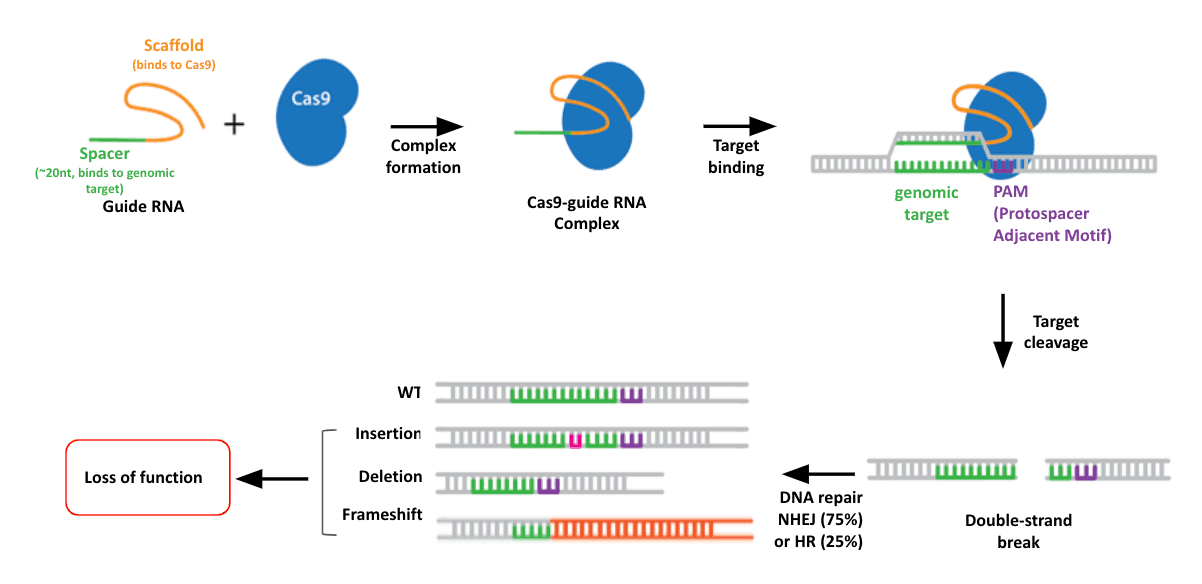 Scaffold
(binds to Cas9)
Cas9
Spacer
(~20nt, binds to genomic
target)
Guide RNA
Complex
formation
Cas9-guide RNA
Complex
Target
binding
genomic
target
PAM
(Protospacer
Adjacent Motif)
Target
cleavage
WT
Insertion
Deletion
Frameshift
Loss of function
DNA repair
NHEJ (75%)
or HR (25%)
Double-strand
break